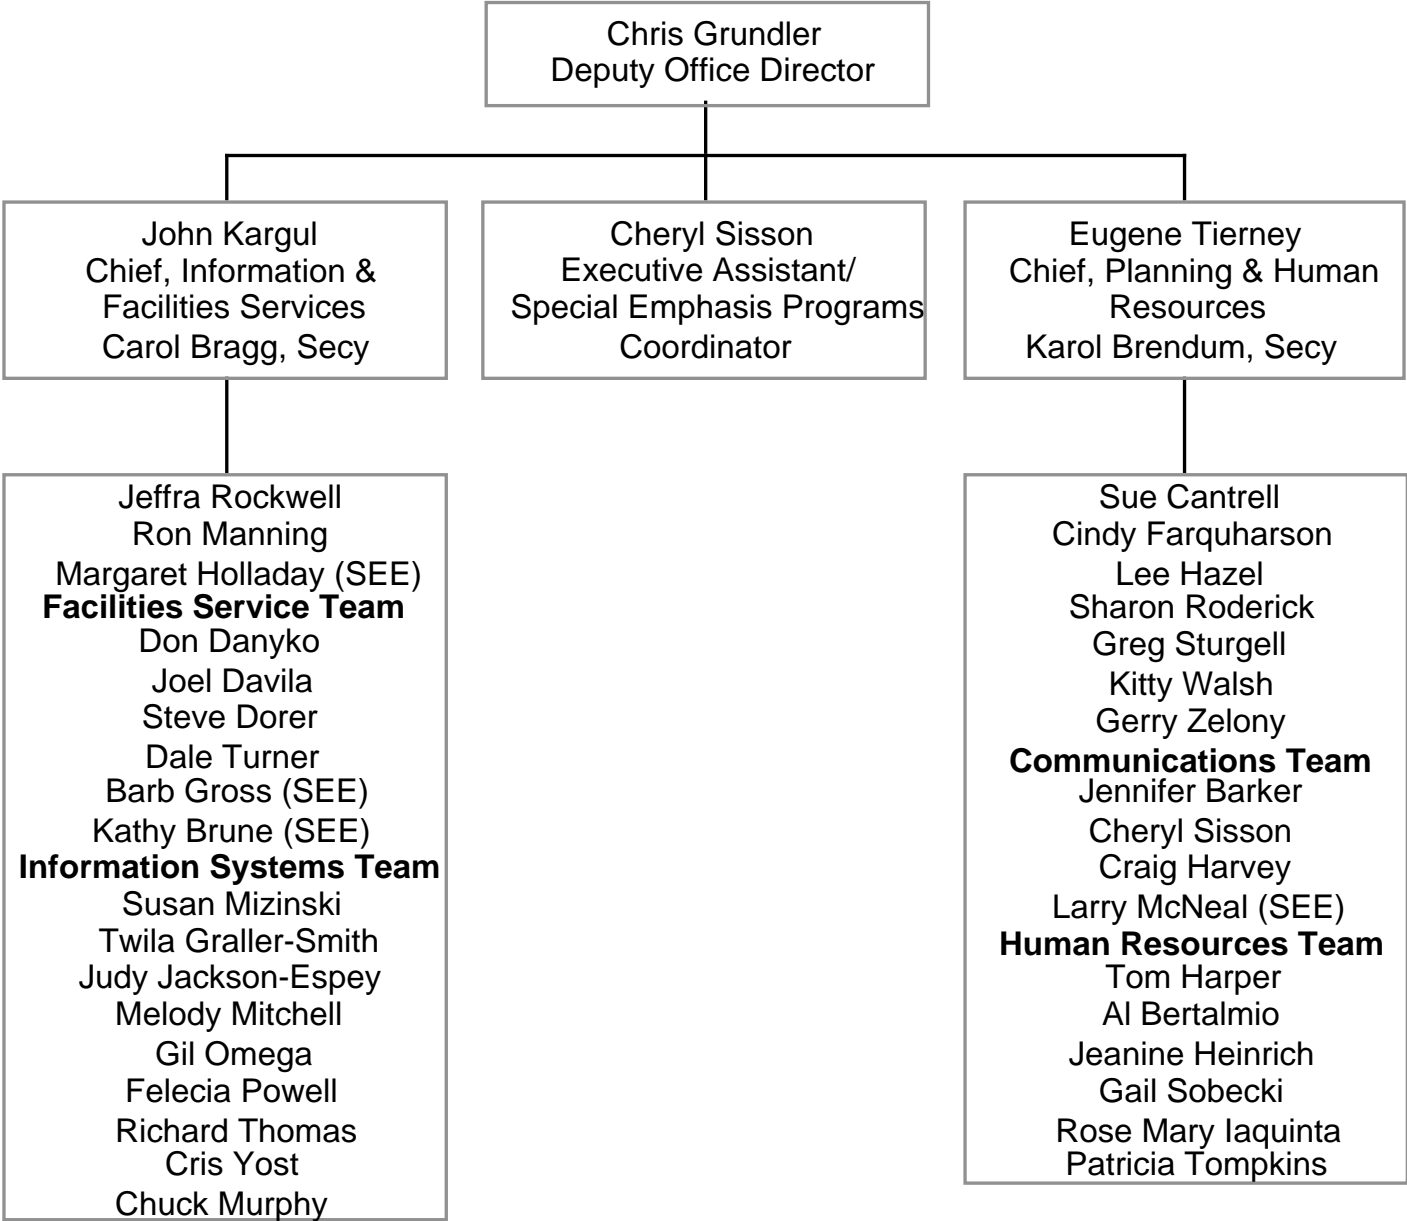 Chris Grundler
Deputy Office Director
John Kargul
Chief, Information &
Facilities Services
Carol Bragg, Secy
Cheryl Sisson
Executive Assistant/
Special Emphasis Programs
Coordinator
Eugene Tierney
Chief, Planning & Human
Resources
Karol Brendum, Secy
Jeffra Rockwell
Ron Manning
Margaret Holladay (SEE)
Facilities Service Team
Don Danyko
Joel Davila
Steve Dorer
Dale Turner
Barb Gross (SEE)
Kathy Brune (SEE)
Information Systems Team
Susan Mizinski
Twila Graller-Smith
Judy Jackson-Espey
Melody Mitchell
Gil Omega
Felecia Powell
Richard Thomas
Cris Yost
Chuck Murphy
Sue Cantrell
Cindy Farquharson
Lee Hazel
Sharon Roderick
Greg Sturgell
Kitty Walsh
Gerry Zelony
Communications Team
Jennifer Barker
Cheryl Sisson
Craig Harvey
Larry McNeal (SEE)
Human Resources Team
Tom Harper
Al Bertalmio
Jeanine Heinrich
Gail Sobecki
Rose Mary Iaquinta
Patricia Tompkins